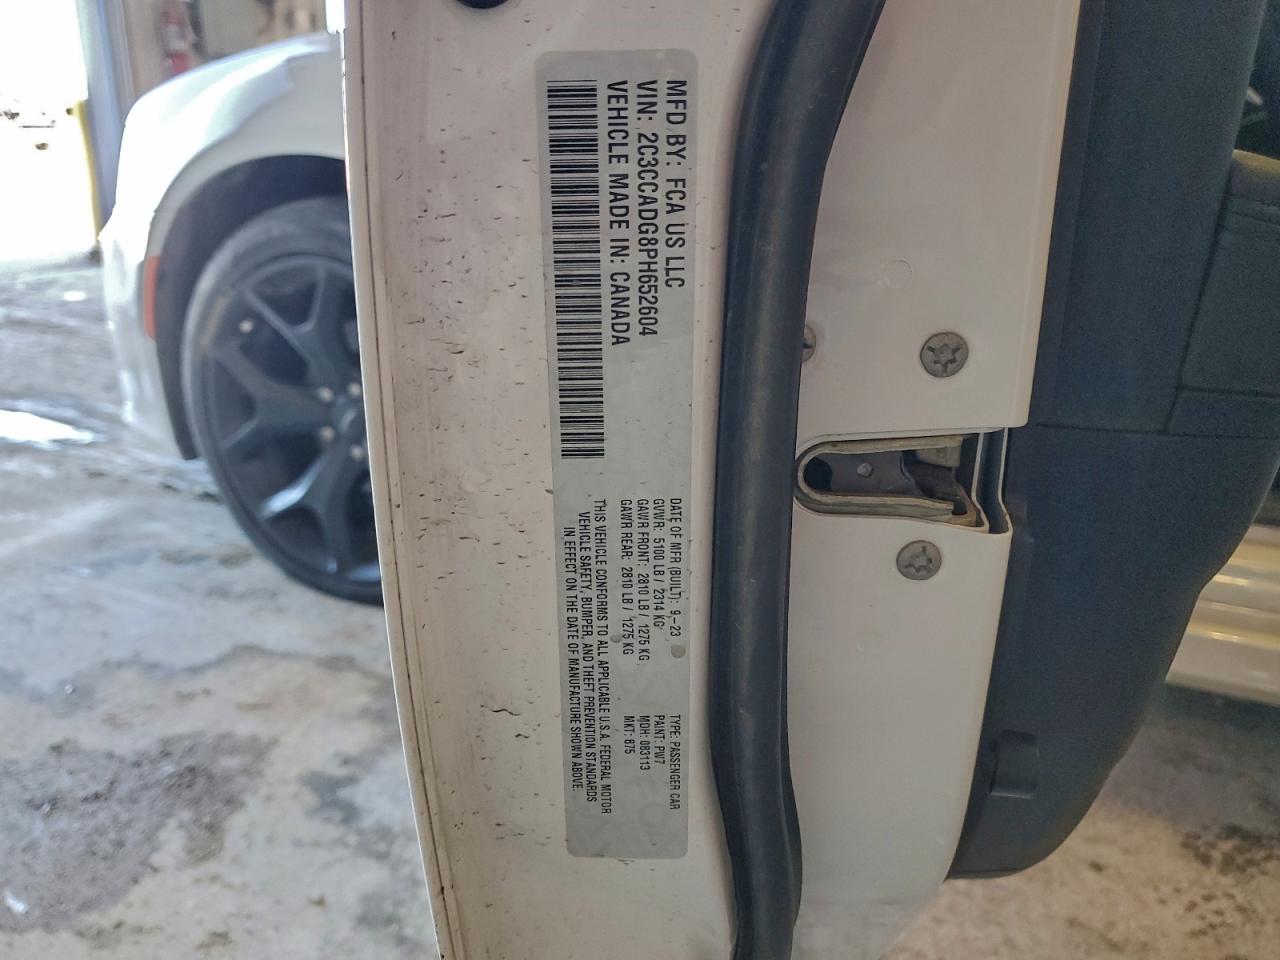 MFD BY: FCA US LLC
VIN: 2C3CCADG8PH652604
VEHICLE MADE IN: CANADA
DATE OF MFR (BUILT): 9-23
GVWR: 5100 LB / 2314 KG
GAWR FRONT: 2810 LB / 1275 KG
GAWR REAR: 2810 LB / 1275 KG
THIS VEHICLE CONFORMS TO ALL APPLICABLE U.S.A. FEDERAL MOTOR
VEHICLE SAFETY, BUMPER, AND THEFT PREVENTION STANDARDS
IN EFFECT ON THE DATE OF MANUFACTURE SHOWN ABOVE.
TYPE: PASSENGER CAR
PAINT: PW7
MDH: 083113
MKT: 875